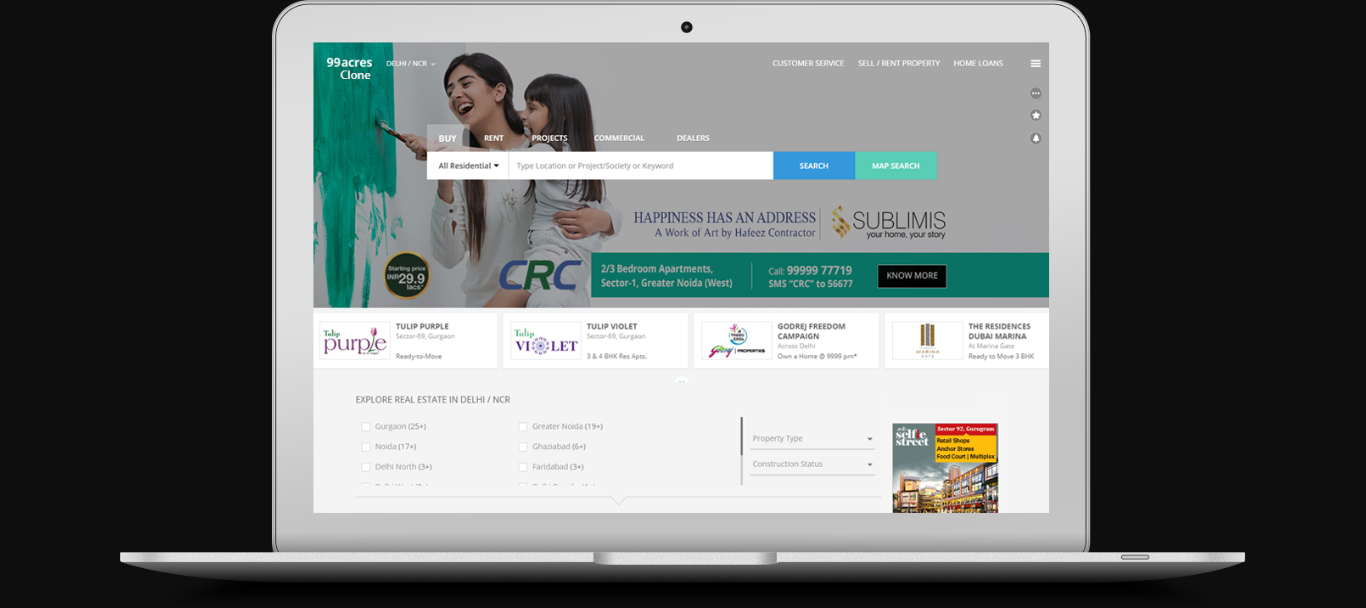 99acres
Clone
DELHI / NCR
CUSTOMER SERVICE
SELL / RENT PROPERTY
HOME LOANS
BUY
RENT
PROJECTS
COMMERCIAL
DEALERS
All Residential
Type Location or Project/Society or Keyword
SEARCH
MAP SEARCH
HAPPINESS HAS AN ADDRESS
A Work of Art by Hafeez Contractor
SUBLIMIS
your home, your story
Starting price
INR29.9
lacs*
CRC
2/3 Bedroom Apartments,
Sector-1, Greater Noida (West)
Call: 99999 77719
SMS "CRC" to 56677
KNOW MORE
Tulip
purple
TULIP PURPLE
Sector-69, Gurgaon
Ready-to-Move
Tulip
VIOLET
TULIP VIOLET
Sector-69, Gurgaon
3 & 4 BHK Res Apts.
Godrej PROPERTIES
GODREJ FREEDOM
CAMPAIGN
Across Delhi
Own a Home @ 9999 pm*
MARINA
GATE
THE RESIDENCES
DUBAI MARINA
At Marina Gate
Ready to Move 3 BHK
EXPLORE REAL ESTATE IN DELHI / NCR
Gurgaon (25+)
Greater Noida (19+)
Noida (17+)
Ghaziabad (6+)
Delhi North (3+)
Faridabad (3+)
Property Type
Construction Status
selfie
street
Sector 92, Gurugram
Retail Shops
Anchor Stores
Food Court | Multiplex